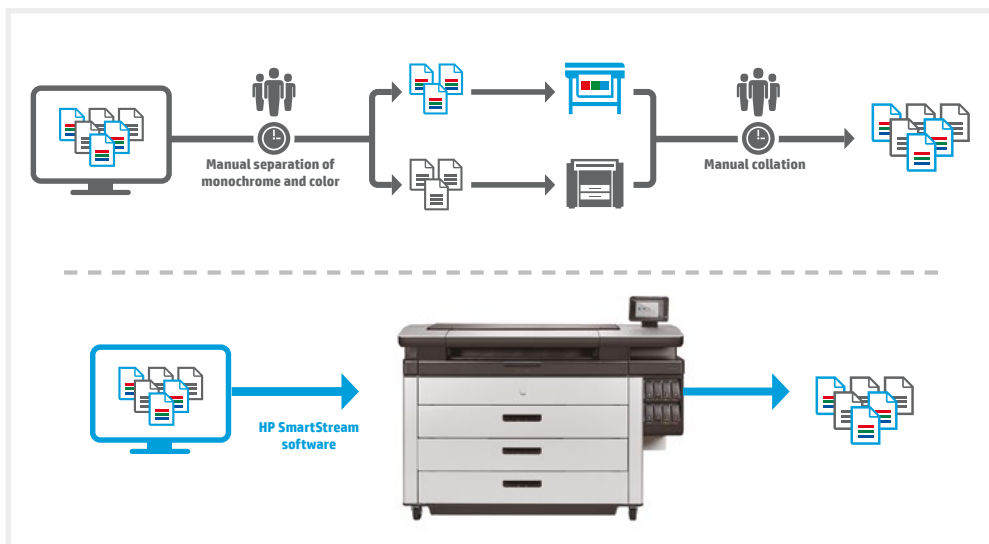 Manual separation of
monochrome and color
Manual collation
HP SmartStream
software